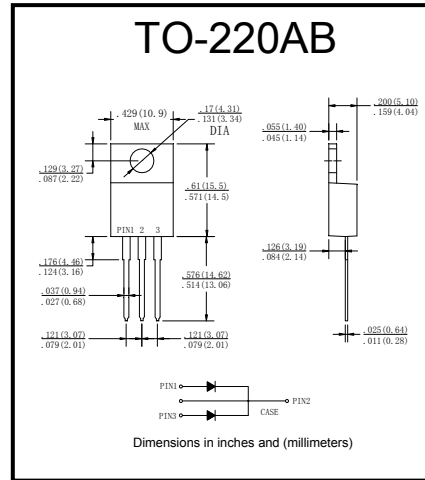 TO-220AB
.429(10.9)
MAX
.17(4.31)
.131(3.34)
DIA
.200(5.10)
.159(4.04)
.055(1.40)
.045(1.14)
.129(3.27)
.087(2.22)
.61(15.5)
.571(14.5)
PIN1 2 3
.126(3.19)
.084(2.14)
.176(4.46)
.124(3.16)
.576(14.62)
.514(13.06)
.037(0.94)
.027(0.68)
.121(3.07)
.079(2.01)
.121(3.07)
.079(2.01)
.025(0.64)
.011(0.28)
PIN1
PIN2
PIN3
CASE
Dimensions in inches and (millimeters)